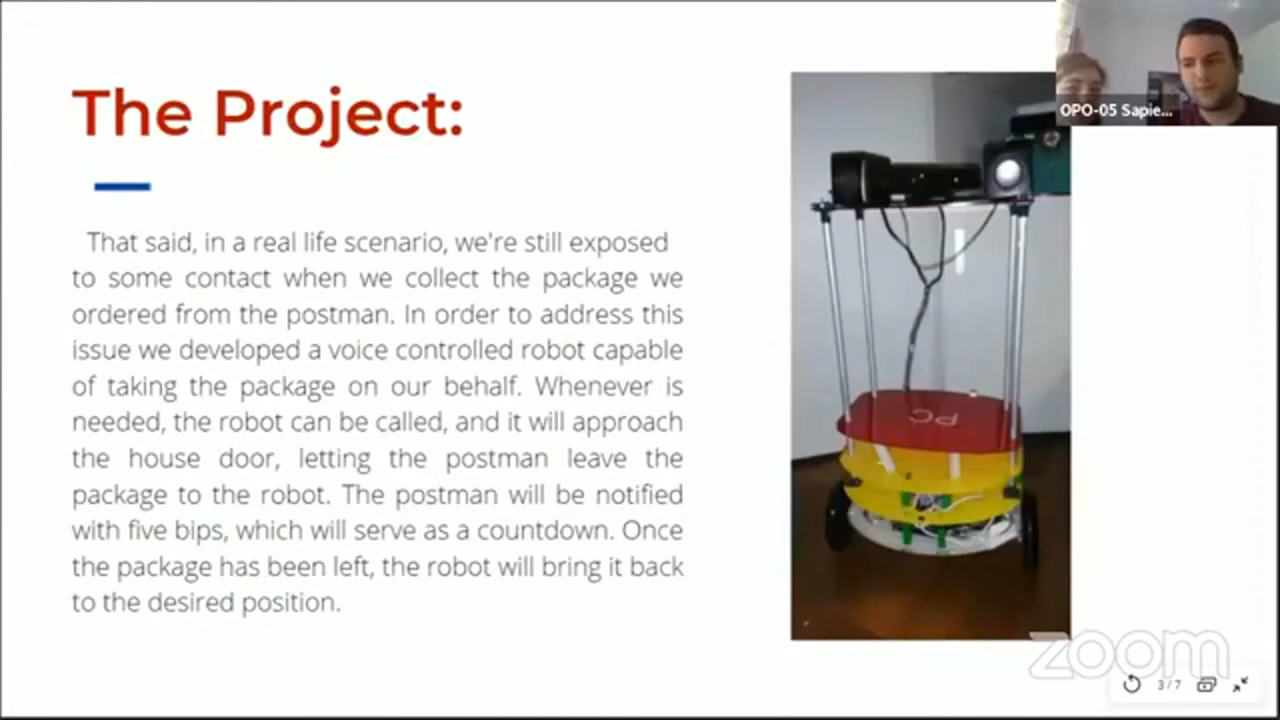 The Project:
That said, in a real life scenario, we're still exposed
to some contact when we collect the package we
ordered from the postman. In order to address this
issue we developed a voice controlled robot capable
of taking the package on our behalf. Whenever is
needed, the robot can be called, and it will approach
the house door, letting the postman leave the
package to the robot. The postman will be notified
with five bips, which will serve as a countdown. Once
the package has been left, the robot will bring it back
to the desired position.
OPO-05 Sapie...
PC
zoom
3/7